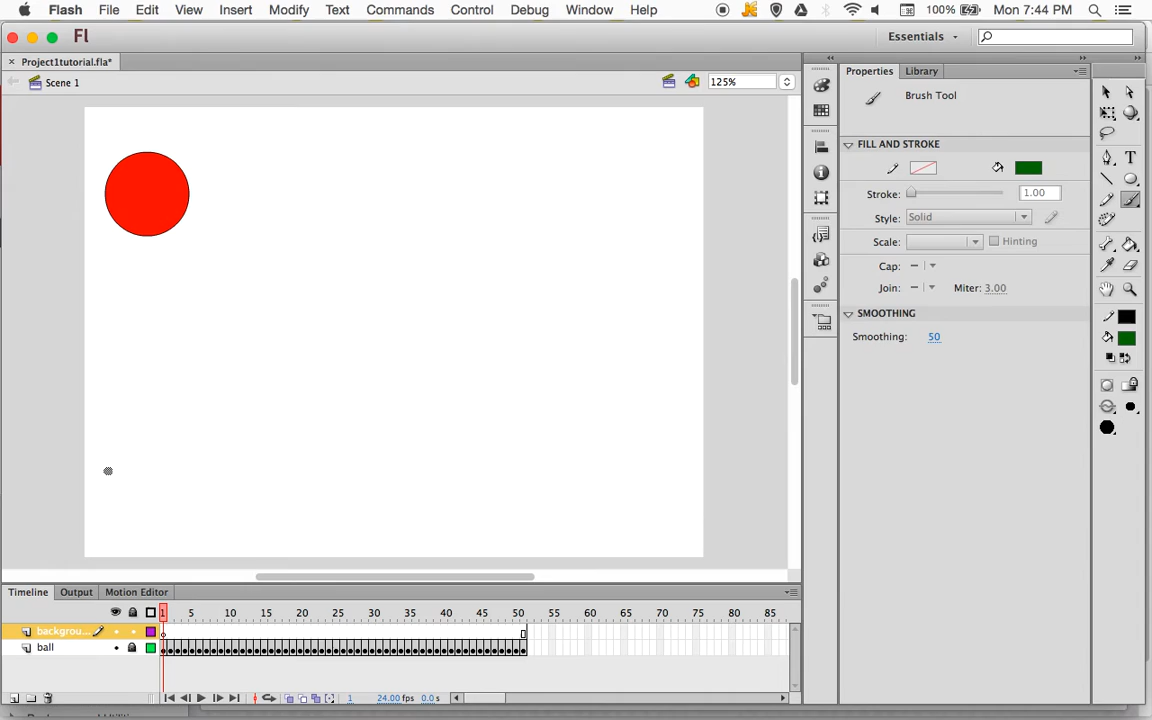 Flash File Edit View Insert Modify Text Commands Control Debug Window Help 100% Mon 7:44 PM
Fl Essentials
Project1tutorial.fla*
Scene 1 125%
Properties Library
Brush Tool
FILL AND STROKE
Stroke: 1.00
Style: Solid
Scale: Hinting
Cap:
Join: Miter: 3.00
SMOOTHING
Smoothing: 50
Timeline Output Motion Editor
1 5 10 15 20 25 30 35 40 45 50 55 60 65 70 75 80 85
backgrou...
ball
1 24.00 fps 0.0 s